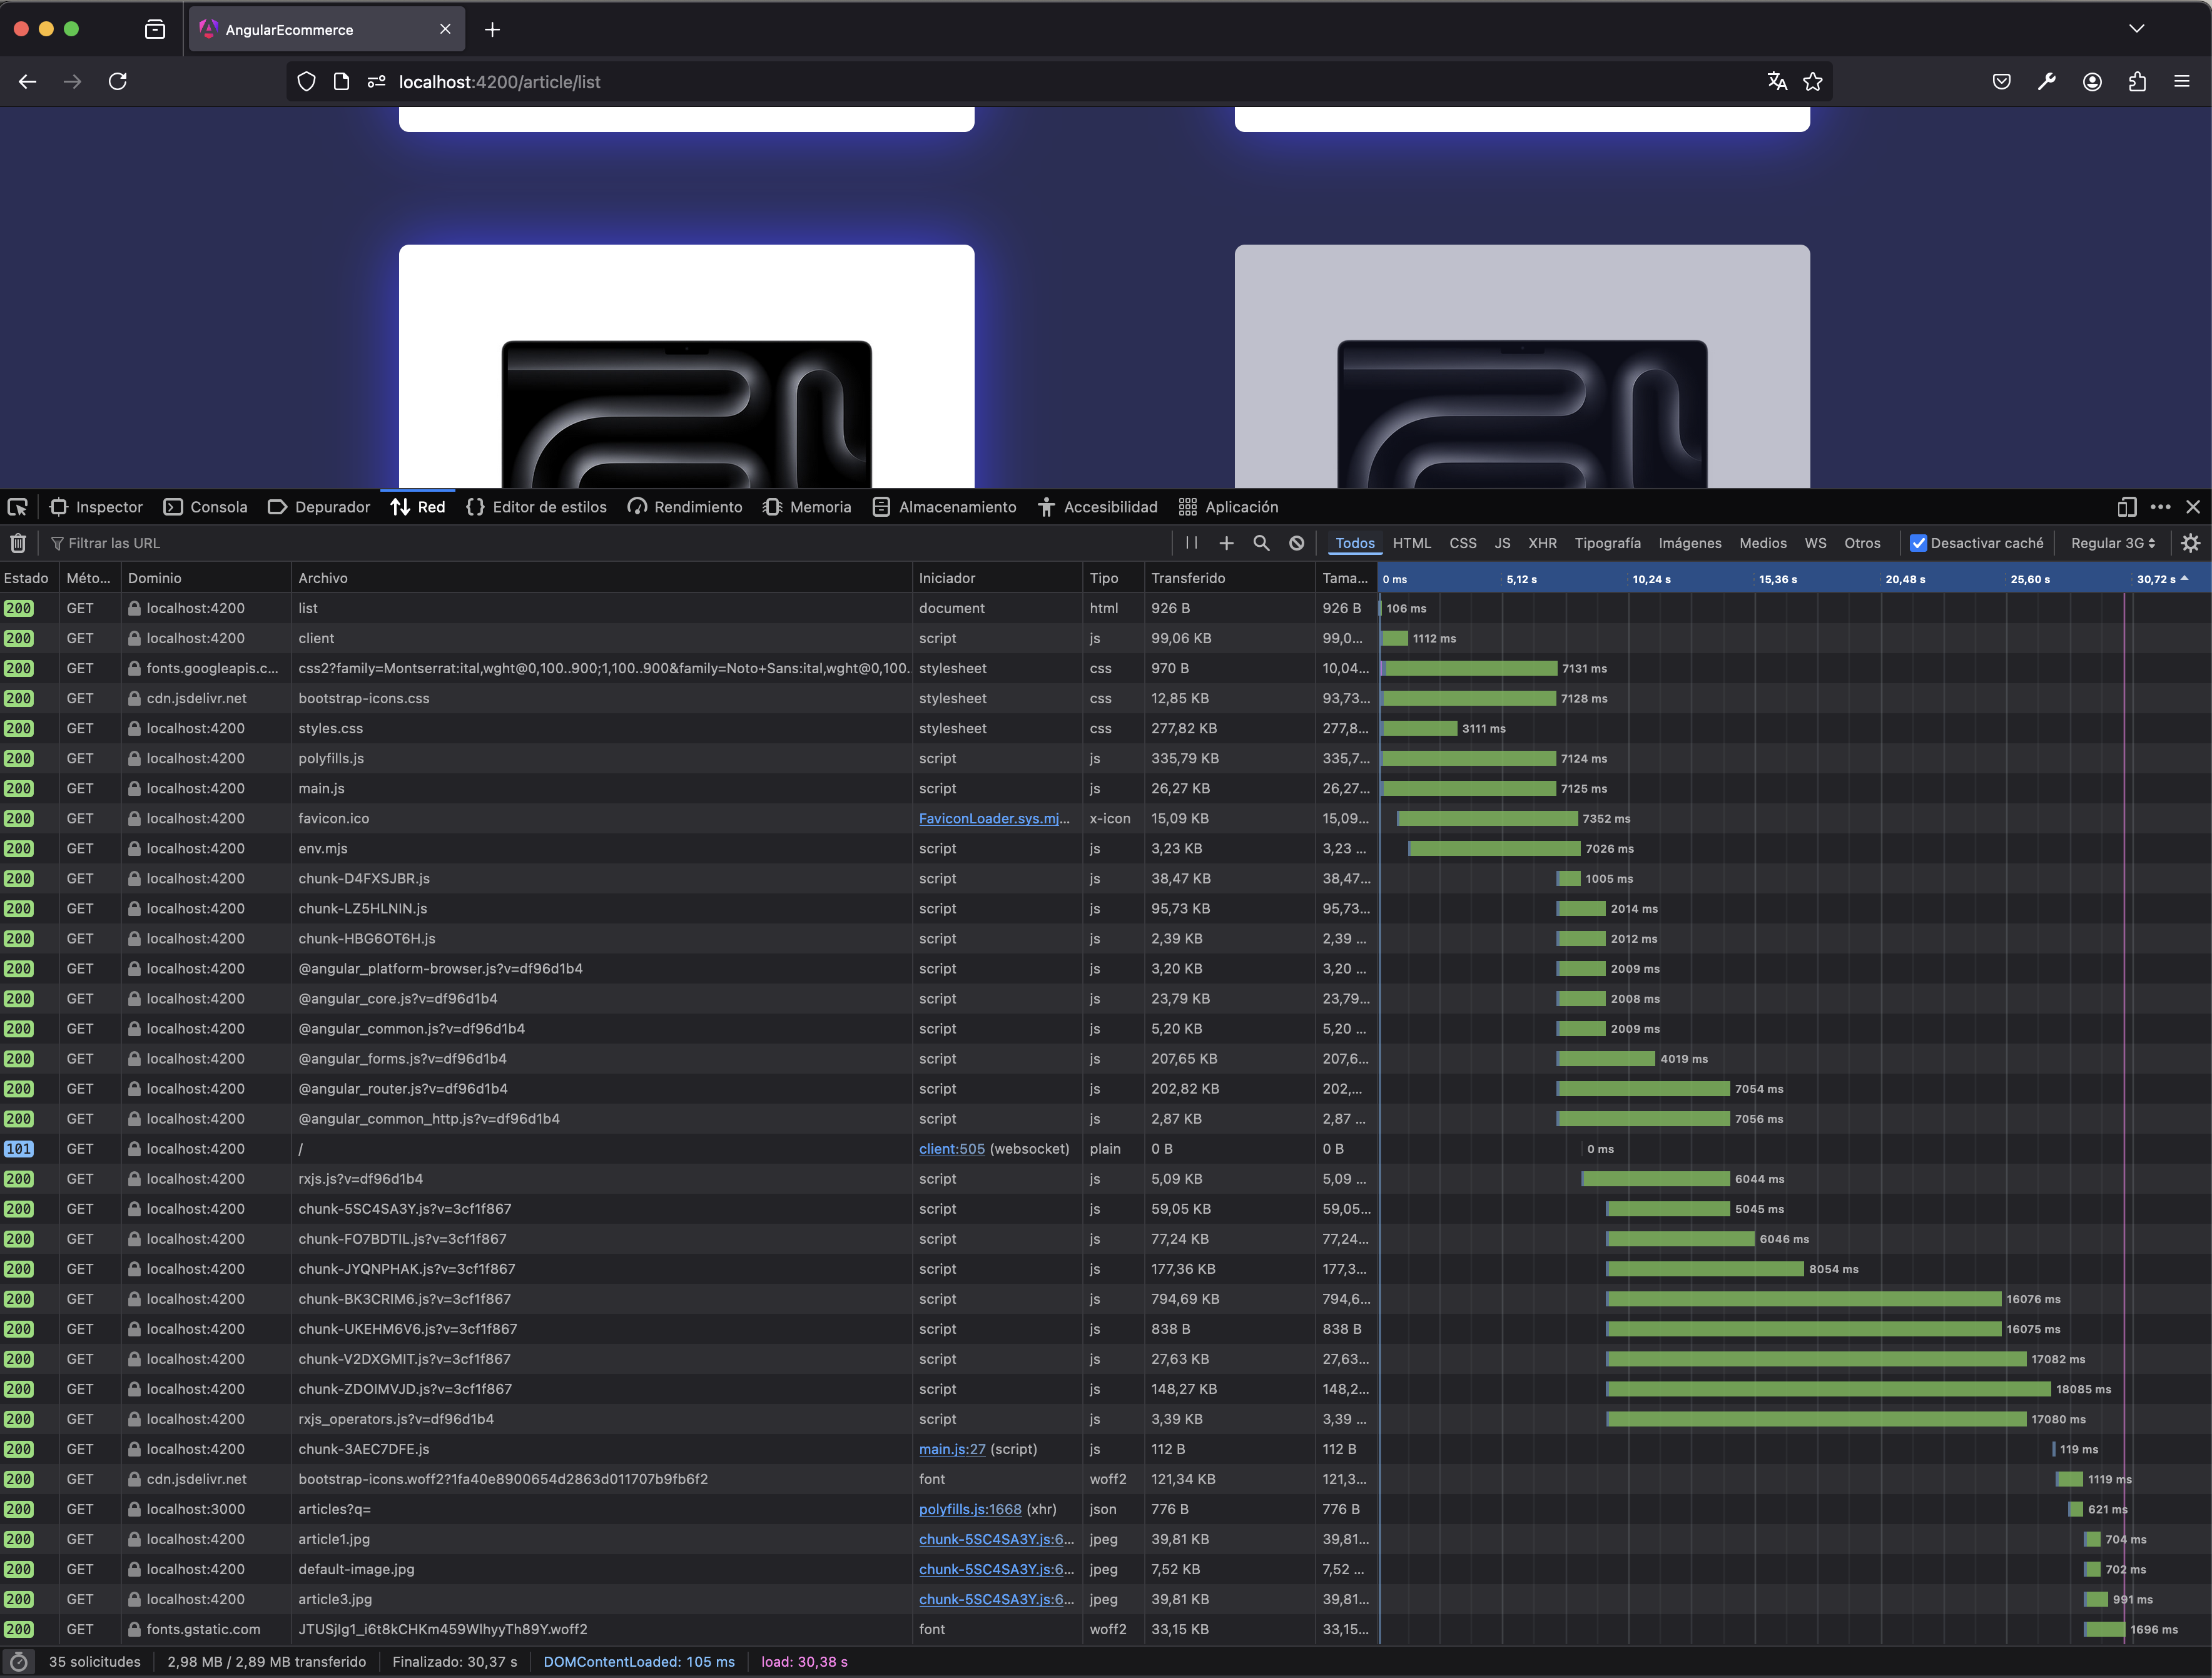 AngularEcommerce
localhost:4200/article/list
Inspector Consola Depurador Red Editor de estilos Rendimiento Memoria Almacenamiento Accesibilidad Aplicación
Filtrar las URL Todos HTML CSS JS XHR Tipografía Imágenes Medios WS Otros Desactivar caché Regular 3G
Estado Méto... Dominio Archivo Iniciador Tipo Transferido Tama... 0 ms 5,12 s 10,24 s 15,36 s 20,48 s 25,60 s 30,72 s
200 GET localhost:4200 list document html 926 B 926 B 106 ms
200 GET localhost:4200 client script js 99,06 KB 99,0... 1112 ms
200 GET fonts.googleapis.c... css2?family=Montserrat:ital,wght@0,100..900;1,100..900&family=Noto+Sans:ital,wght@0,100. stylesheet css 970 B 10,04... 7131 ms
200 GET cdn.jsdelivr.net bootstrap-icons.css stylesheet css 12,85 KB 93,73... 7128 ms
200 GET localhost:4200 styles.css stylesheet css 277,82 KB 277,8... 3111 ms
200 GET localhost:4200 polyfills.js script js 335,79 KB 335,7... 7124 ms
200 GET localhost:4200 main.js script js 26,27 KB 26,27... 7125 ms
200 GET localhost:4200 favicon.ico FaviconLoader.sys.mj... x-icon 15,09 KB 15,09... 7352 ms
200 GET localhost:4200 env.mjs script js 3,23 KB 3,23 ... 7026 ms
200 GET localhost:4200 chunk-D4FXSJBR.js script js 38,47 KB 38,47... 1005 ms
200 GET localhost:4200 chunk-LZ5HLNIN.js script js 95,73 KB 95,73... 2014 ms
200 GET localhost:4200 chunk-HBG6OT6H.js script js 2,39 KB 2,39 ... 2012 ms
200 GET localhost:4200 @angular_platform-browser.js?v=df96d1b4 script js 3,20 KB 3,20 ... 2009 ms
200 GET localhost:4200 @angular_core.js?v=df96d1b4 script js 23,79 KB 23,79... 2008 ms
200 GET localhost:4200 @angular_common.js?v=df96d1b4 script js 5,20 KB 5,20 ... 2009 ms
200 GET localhost:4200 @angular_forms.js?v=df96d1b4 script js 207,65 KB 207,6... 4019 ms
200 GET localhost:4200 @angular_router.js?v=df96d1b4 script js 202,82 KB 202,... 7054 ms
200 GET localhost:4200 @angular_common_http.js?v=df96d1b4 script js 2,87 KB 2,87 ... 7056 ms
101 GET localhost:4200 / client:505 (websocket) plain 0 B 0 B 0 ms
200 GET localhost:4200 rxjs.js?v=df96d1b4 script js 5,09 KB 5,09 ... 6044 ms
200 GET localhost:4200 chunk-5SC4SA3Y.js?v=3cf1f867 script js 59,05 KB 59,05... 5045 ms
200 GET localhost:4200 chunk-FO7BDTIL.js?v=3cf1f867 script js 77,24 KB 77,24... 6046 ms
200 GET localhost:4200 chunk-JYQNPHAK.js?v=3cf1f867 script js 177,36 KB 177,3... 8054 ms
200 GET localhost:4200 chunk-BK3CRIM6.js?v=3cf1f867 script js 794,69 KB 794,6... 16076 ms
200 GET localhost:4200 chunk-UKEHM6V6.js?v=3cf1f867 script js 838 B 838 B 16075 ms
200 GET localhost:4200 chunk-V2DXGMIT.js?v=3cf1f867 script js 27,63 KB 27,63... 17082 ms
200 GET localhost:4200 chunk-ZDOIMVJD.js?v=3cf1f867 script js 148,27 KB 148,2... 18085 ms
200 GET localhost:4200 rxjs_operators.js?v=df96d1b4 script js 3,39 KB 3,39 ... 17080 ms
200 GET localhost:4200 chunk-3AEC7DFE.js main.js:27 (script) js 112 B 112 B 119 ms
200 GET cdn.jsdelivr.net bootstrap-icons.woff2?1fa40e8900654d2863d011707b9fb6f2 font woff2 121,34 KB 121,3... 1119 ms
200 GET localhost:3000 articles?q= polyfills.js:1668 (xhr) json 776 B 776 B 621 ms
200 GET localhost:4200 article1.jpg chunk-5SC4SA3Y.js:6... jpeg 39,81 KB 39,81... 704 ms
200 GET localhost:4200 default-image.jpg chunk-5SC4SA3Y.js:6... jpeg 7,52 KB 7,52 ... 702 ms
200 GET localhost:4200 article3.jpg chunk-5SC4SA3Y.js:6... jpeg 39,81 KB 39,81... 991 ms
200 GET fonts.gstatic.com JTUSjIg1_i6t8kCHKm459WlhyyTh89Y.woff2 font woff2 33,15 KB 33,15... 1696 ms
35 solicitudes 2,98 MB / 2,89 MB transferido Finalizado: 30,37 s DOMContentLoaded: 105 ms load: 30,38 s